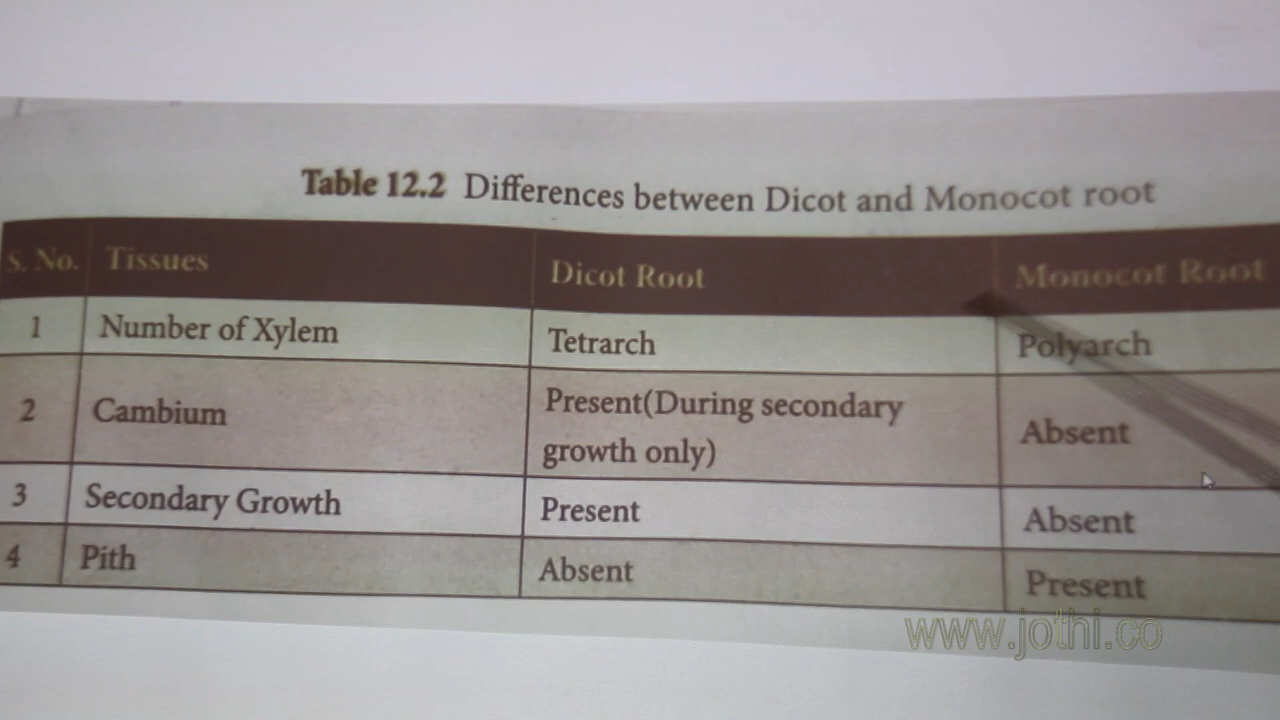 Table 12.2 Differences between Dicot and Monocot root
S. No. Tissues Dicot Root Monocot Root
1 Number of Xylem Tetrarch Polyarch
2 Cambium Present(During secondary growth only) Absent
3 Secondary Growth Present Absent
4 Pith Absent Present
www.jothi.co